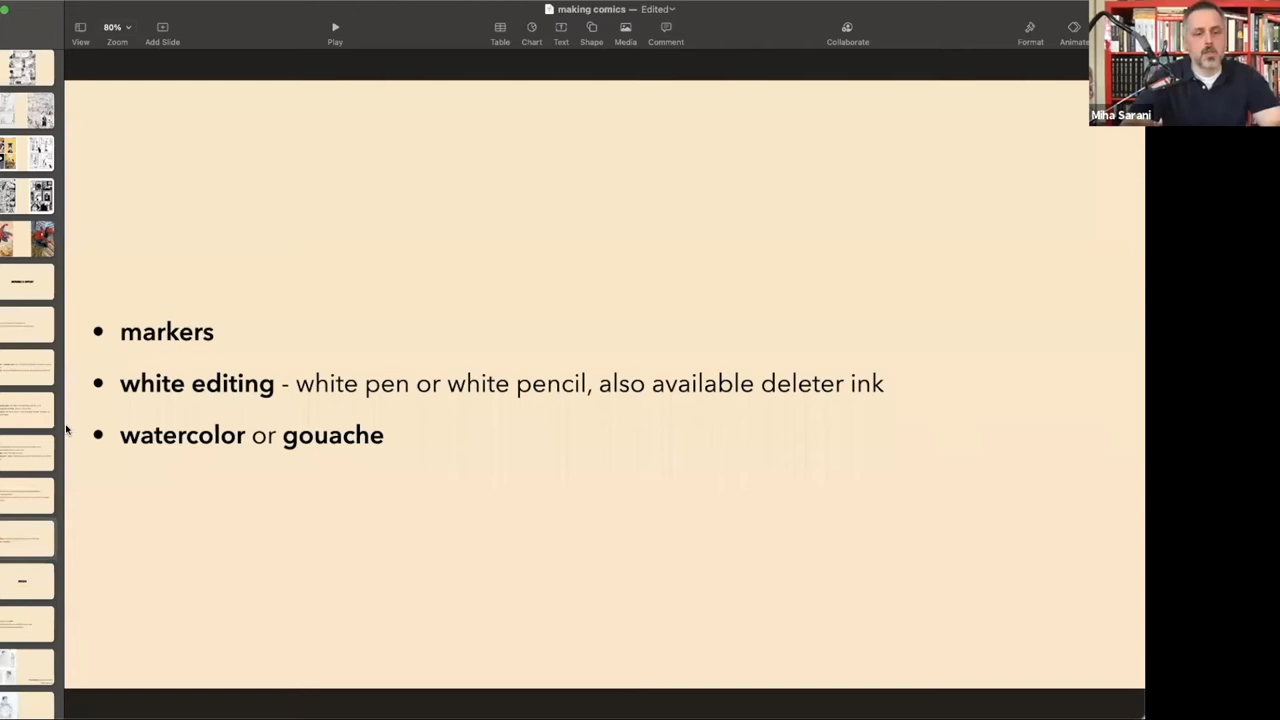 making comics — Edited
80%
View
Zoom
Add Slide
Play
Table
Chart
Text
Shape
Media
Comment
Collaborate
Format
Animate
Miha Sarani
• markers
• white editing - white pen or white pencil, also available deleter ink
• watercolor or gouache